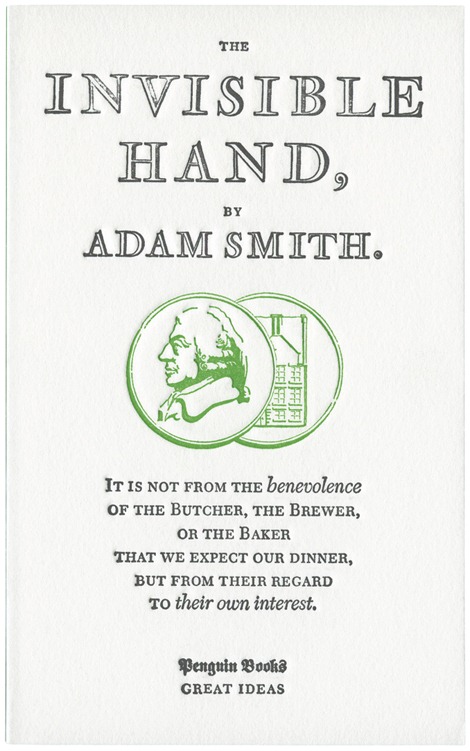 THE
INVISIBLE
HAND,
BY
ADAM SMITH.
IT IS NOT FROM THE benevolence
OF THE BUTCHER, THE BREWER,
OR THE BAKER
THAT WE EXPECT OUR DINNER,
BUT FROM THEIR REGARD
TO their own interest.
Penguin Books
GREAT IDEAS